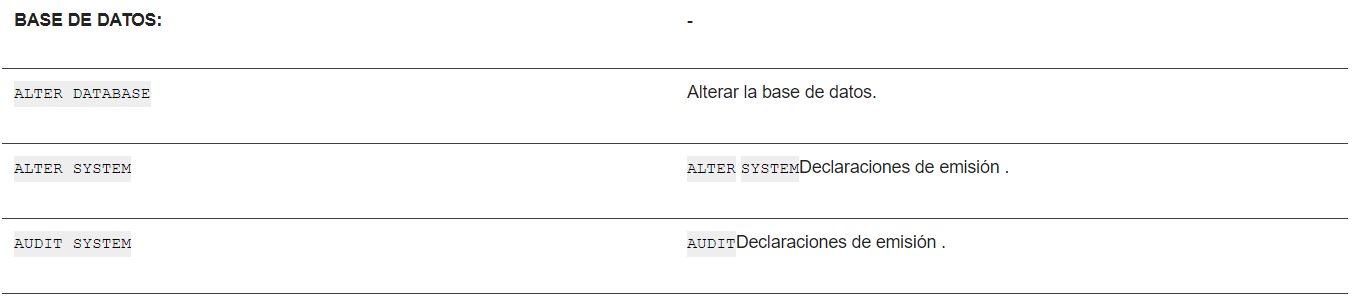 BASE DE DATOS: -
ALTER DATABASE Alterar la base de datos.
ALTER SYSTEM ALTER SYSTEMDeclaraciones de emisión .
AUDIT SYSTEM AUDITDeclaraciones de emisión .